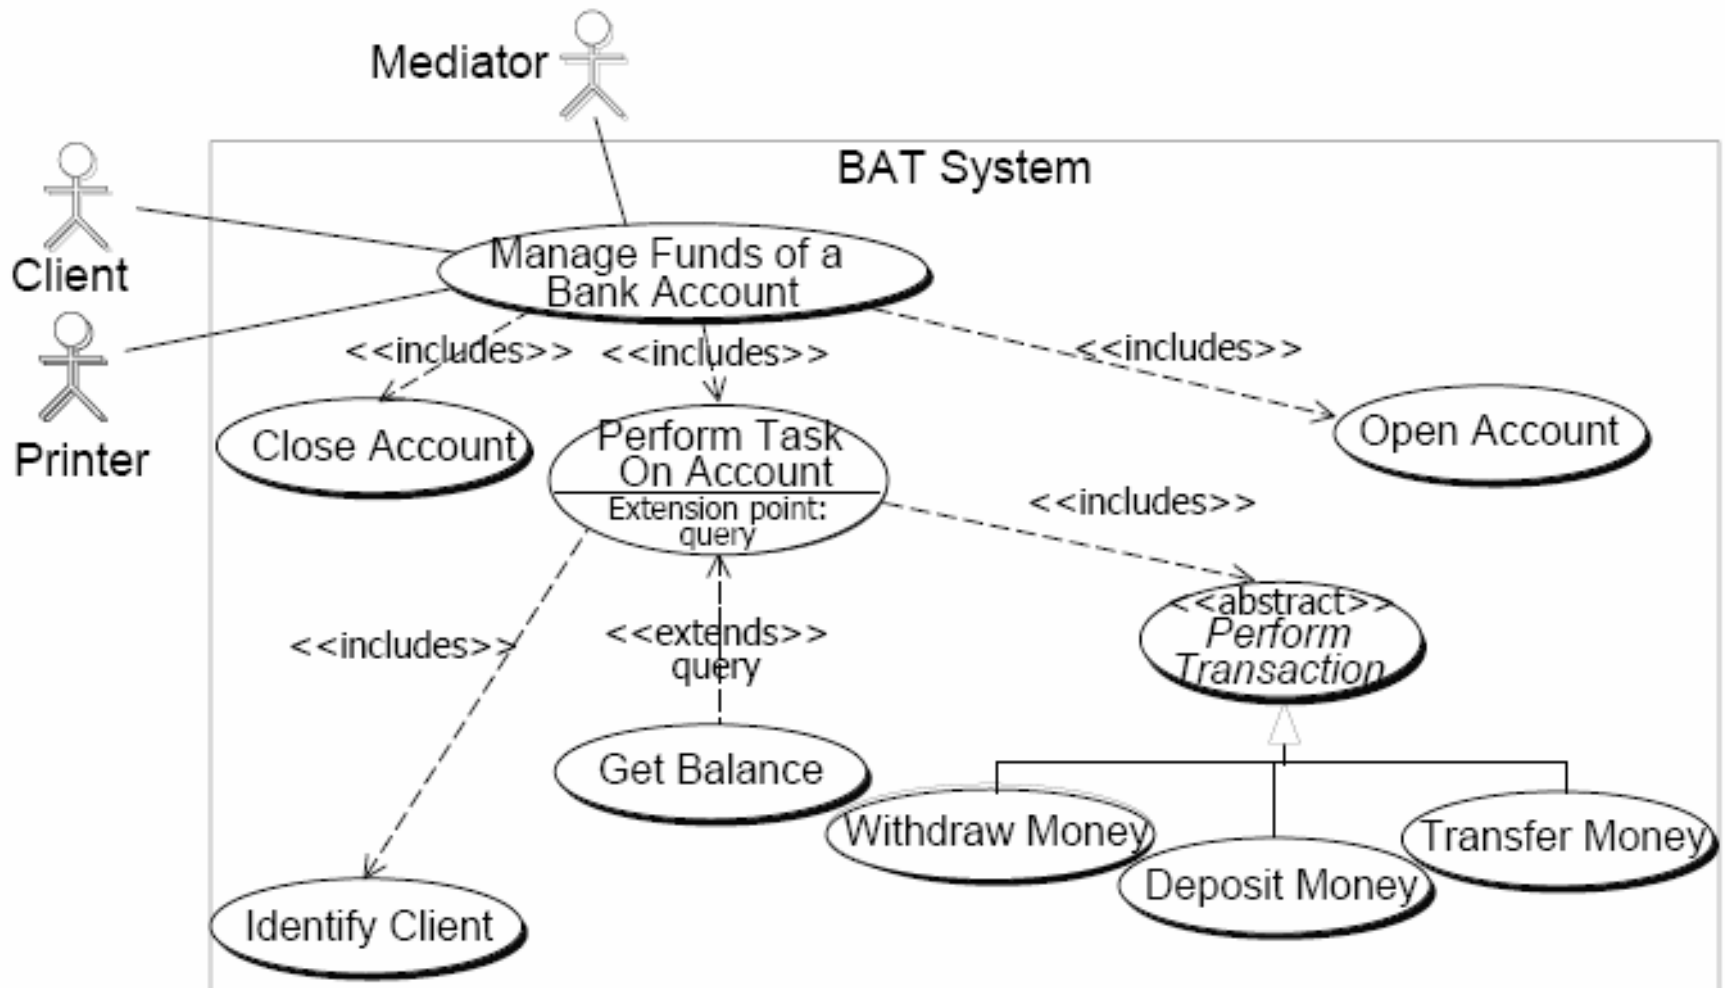 Mediator
BAT System
Client
Manage Funds of a
Bank Account
Printer
<<includes>>
<<includes>>
<<includes>>
Close Account
Perform Task
On Account
Extension point:
query
Open Account
<<includes>>
<<includes>>
<<extends>>
query
<<abstract>>
Perform
Transaction
Get Balance
Withdraw Money
Deposit Money
Transfer Money
Identify Client